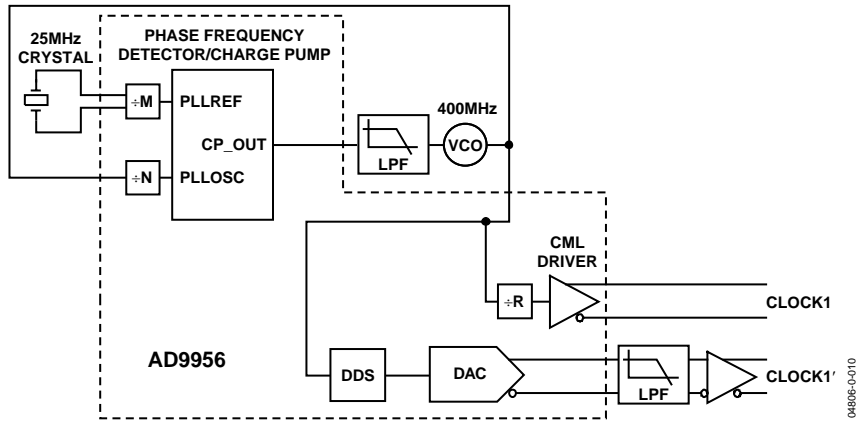 25MHz
CRYSTAL
PHASE FREQUENCY
DETECTOR/CHARGE PUMP
÷M
PLLREF
CP_OUT
÷N
PLLOSC
LPF
400MHz
VCO
CML
DRIVER
÷R
CLOCK1
AD9956
DDS
DAC
LPF
CLOCK1′
04806-0-010